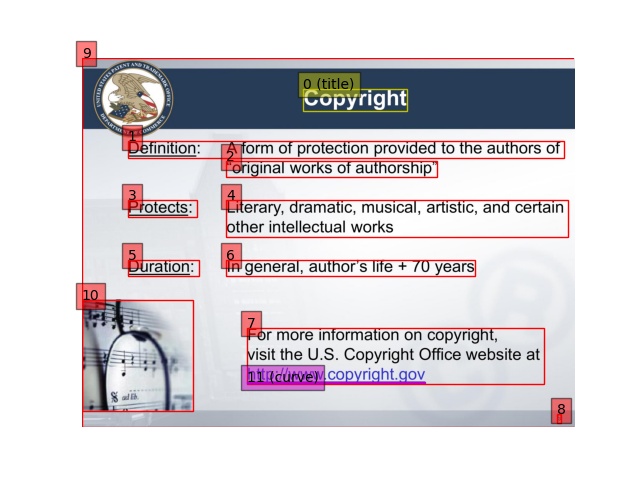 9
0 (title)
Copyright
1
Definition: A form of protection provided to the authors of
2
"original works of authorship"
3
4
Protects: Literary, dramatic, musical, artistic, and certain
other intellectual works
5
6
Duration: In general, author's life + 70 years
10
7
For more information on copyright,
visit the U.S. Copyright Office website at
http://www.copyright.gov
11 (curve)
ad lib.
8